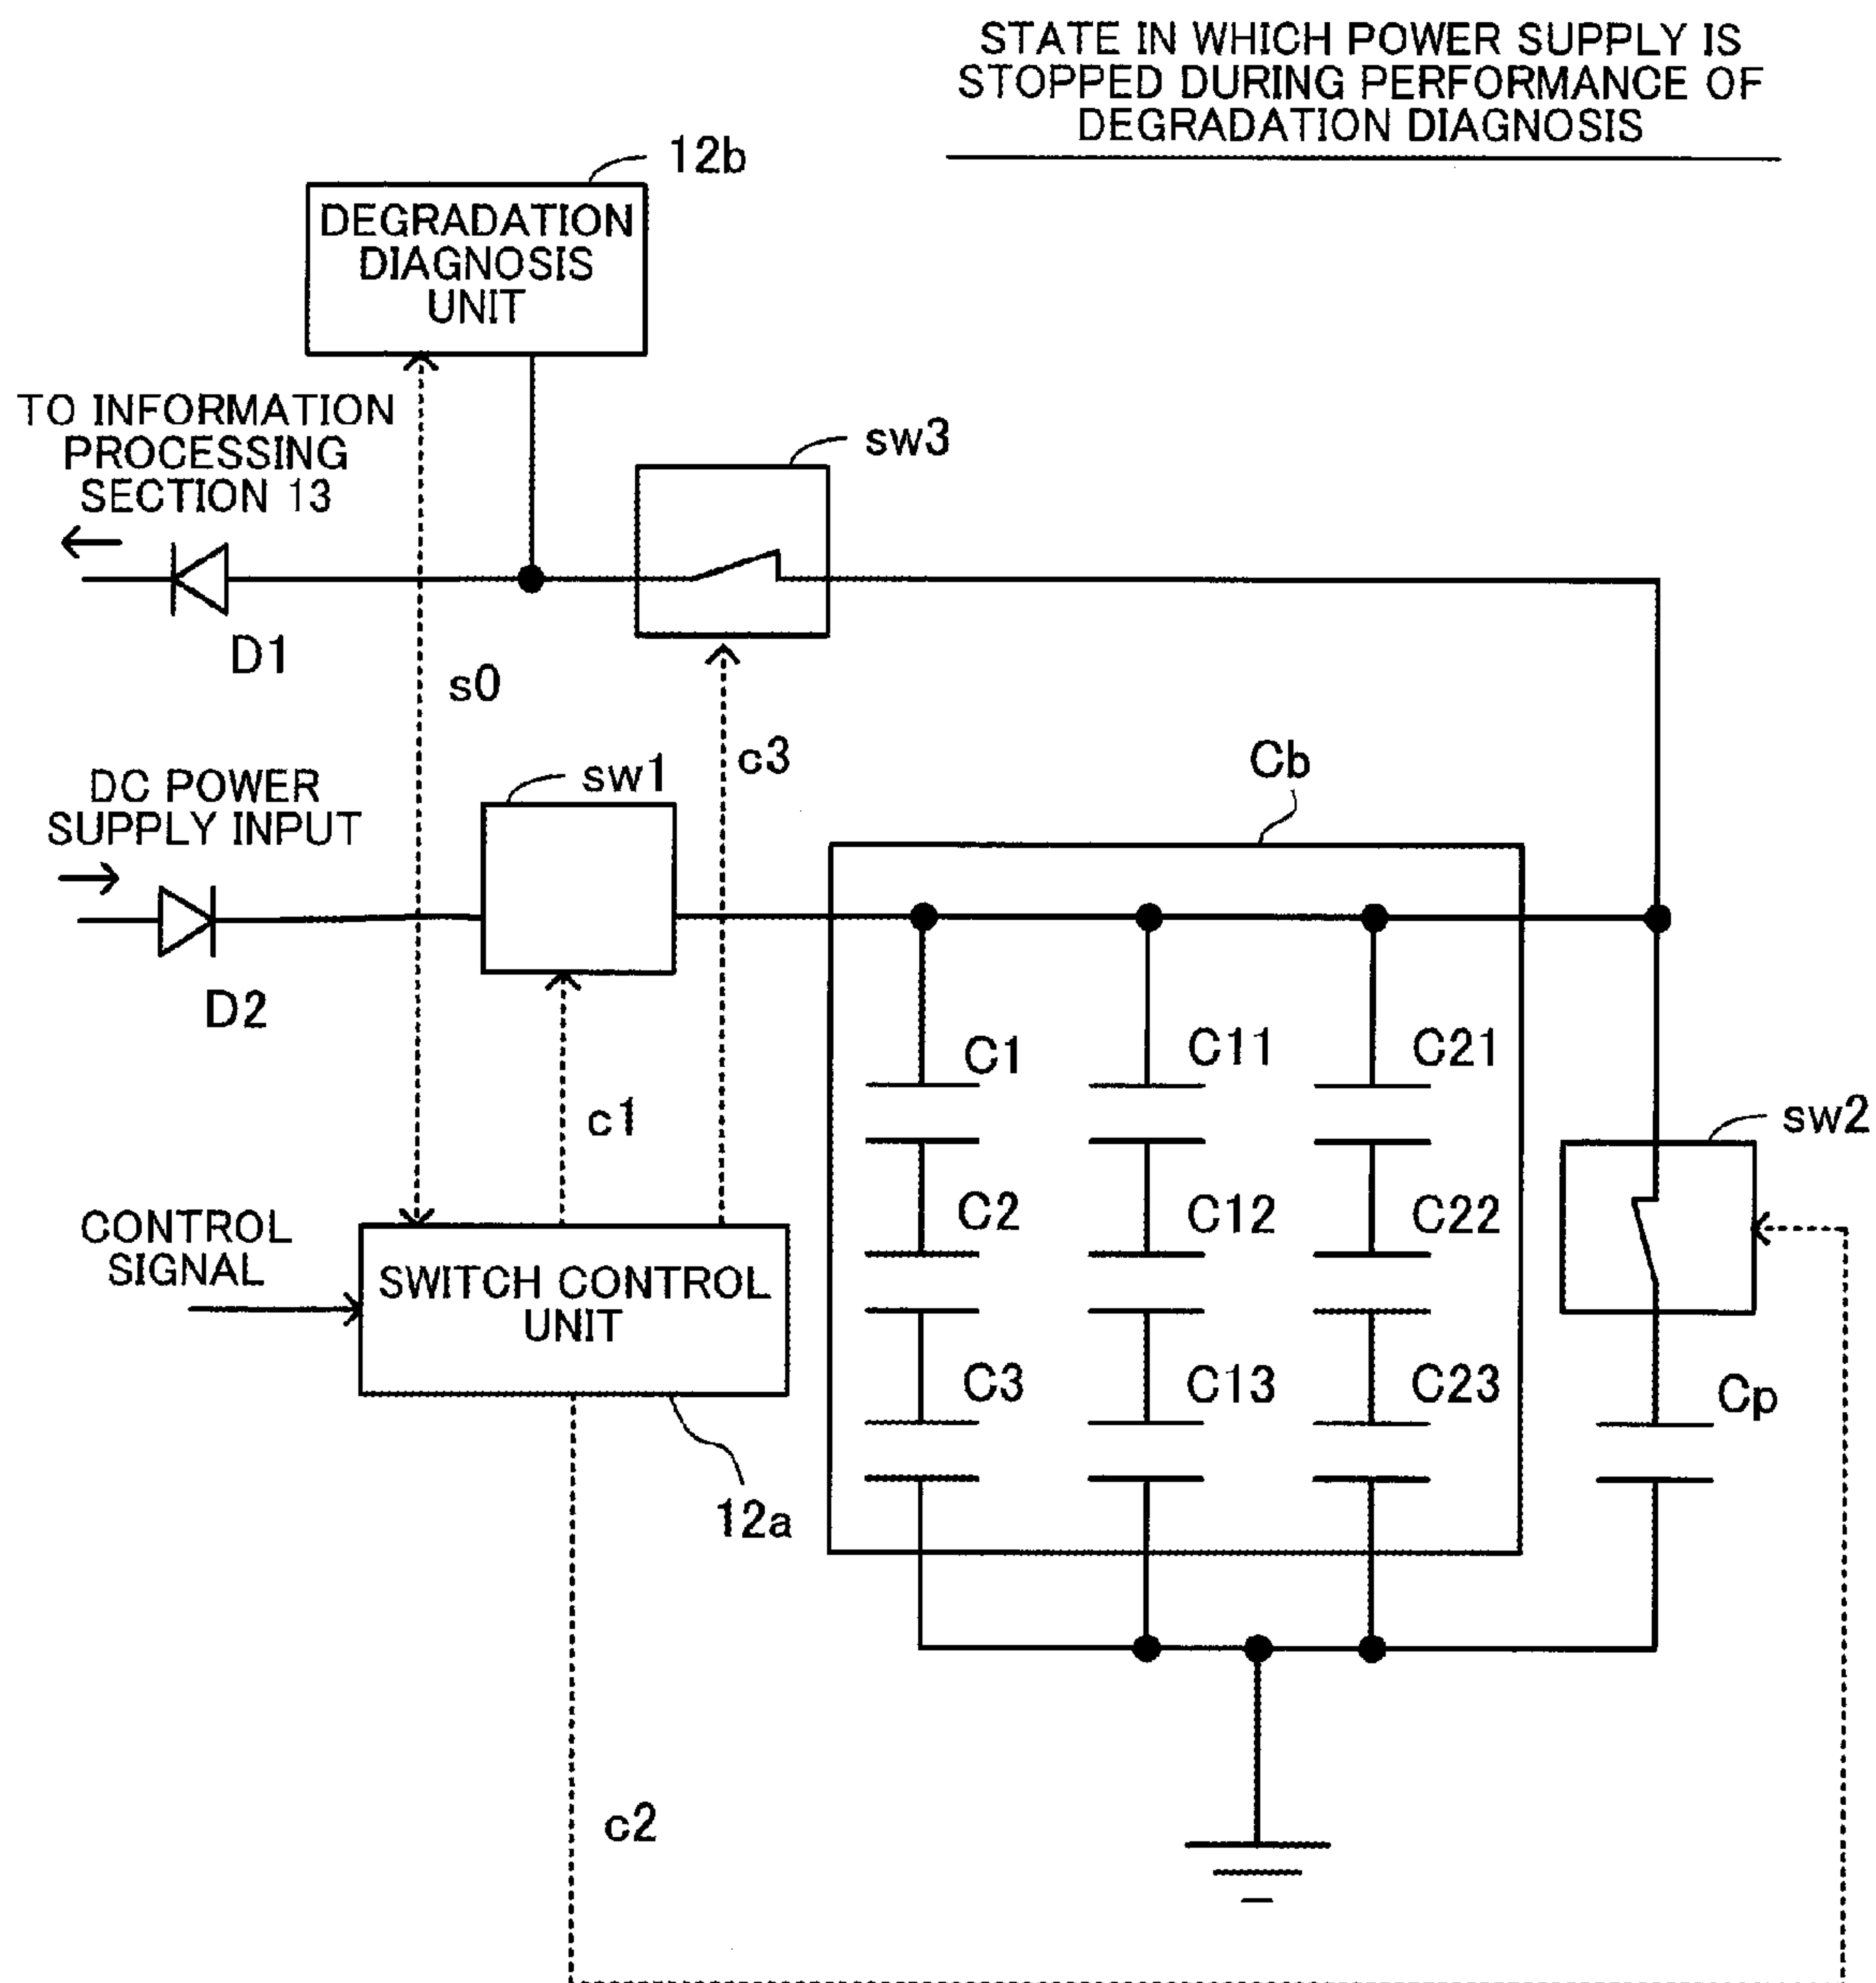 STATE IN WHICH POWER SUPPLY IS
STOPPED DURING PERFORMANCE OF
DEGRADATION DIAGNOSIS
12b
DEGRADATION
DIAGNOSIS
UNIT
TO INFORMATION
PROCESSING
SECTION 13
sw3
D1
s0
c3
Cb
DC POWER
SUPPLY INPUT
sw1
D2
C1
C11
C21
c1
sw2
C2
C12
C22
CONTROL
SIGNAL
SWITCH CONTROL
UNIT
C3
C13
C23
Cp
12a
c2